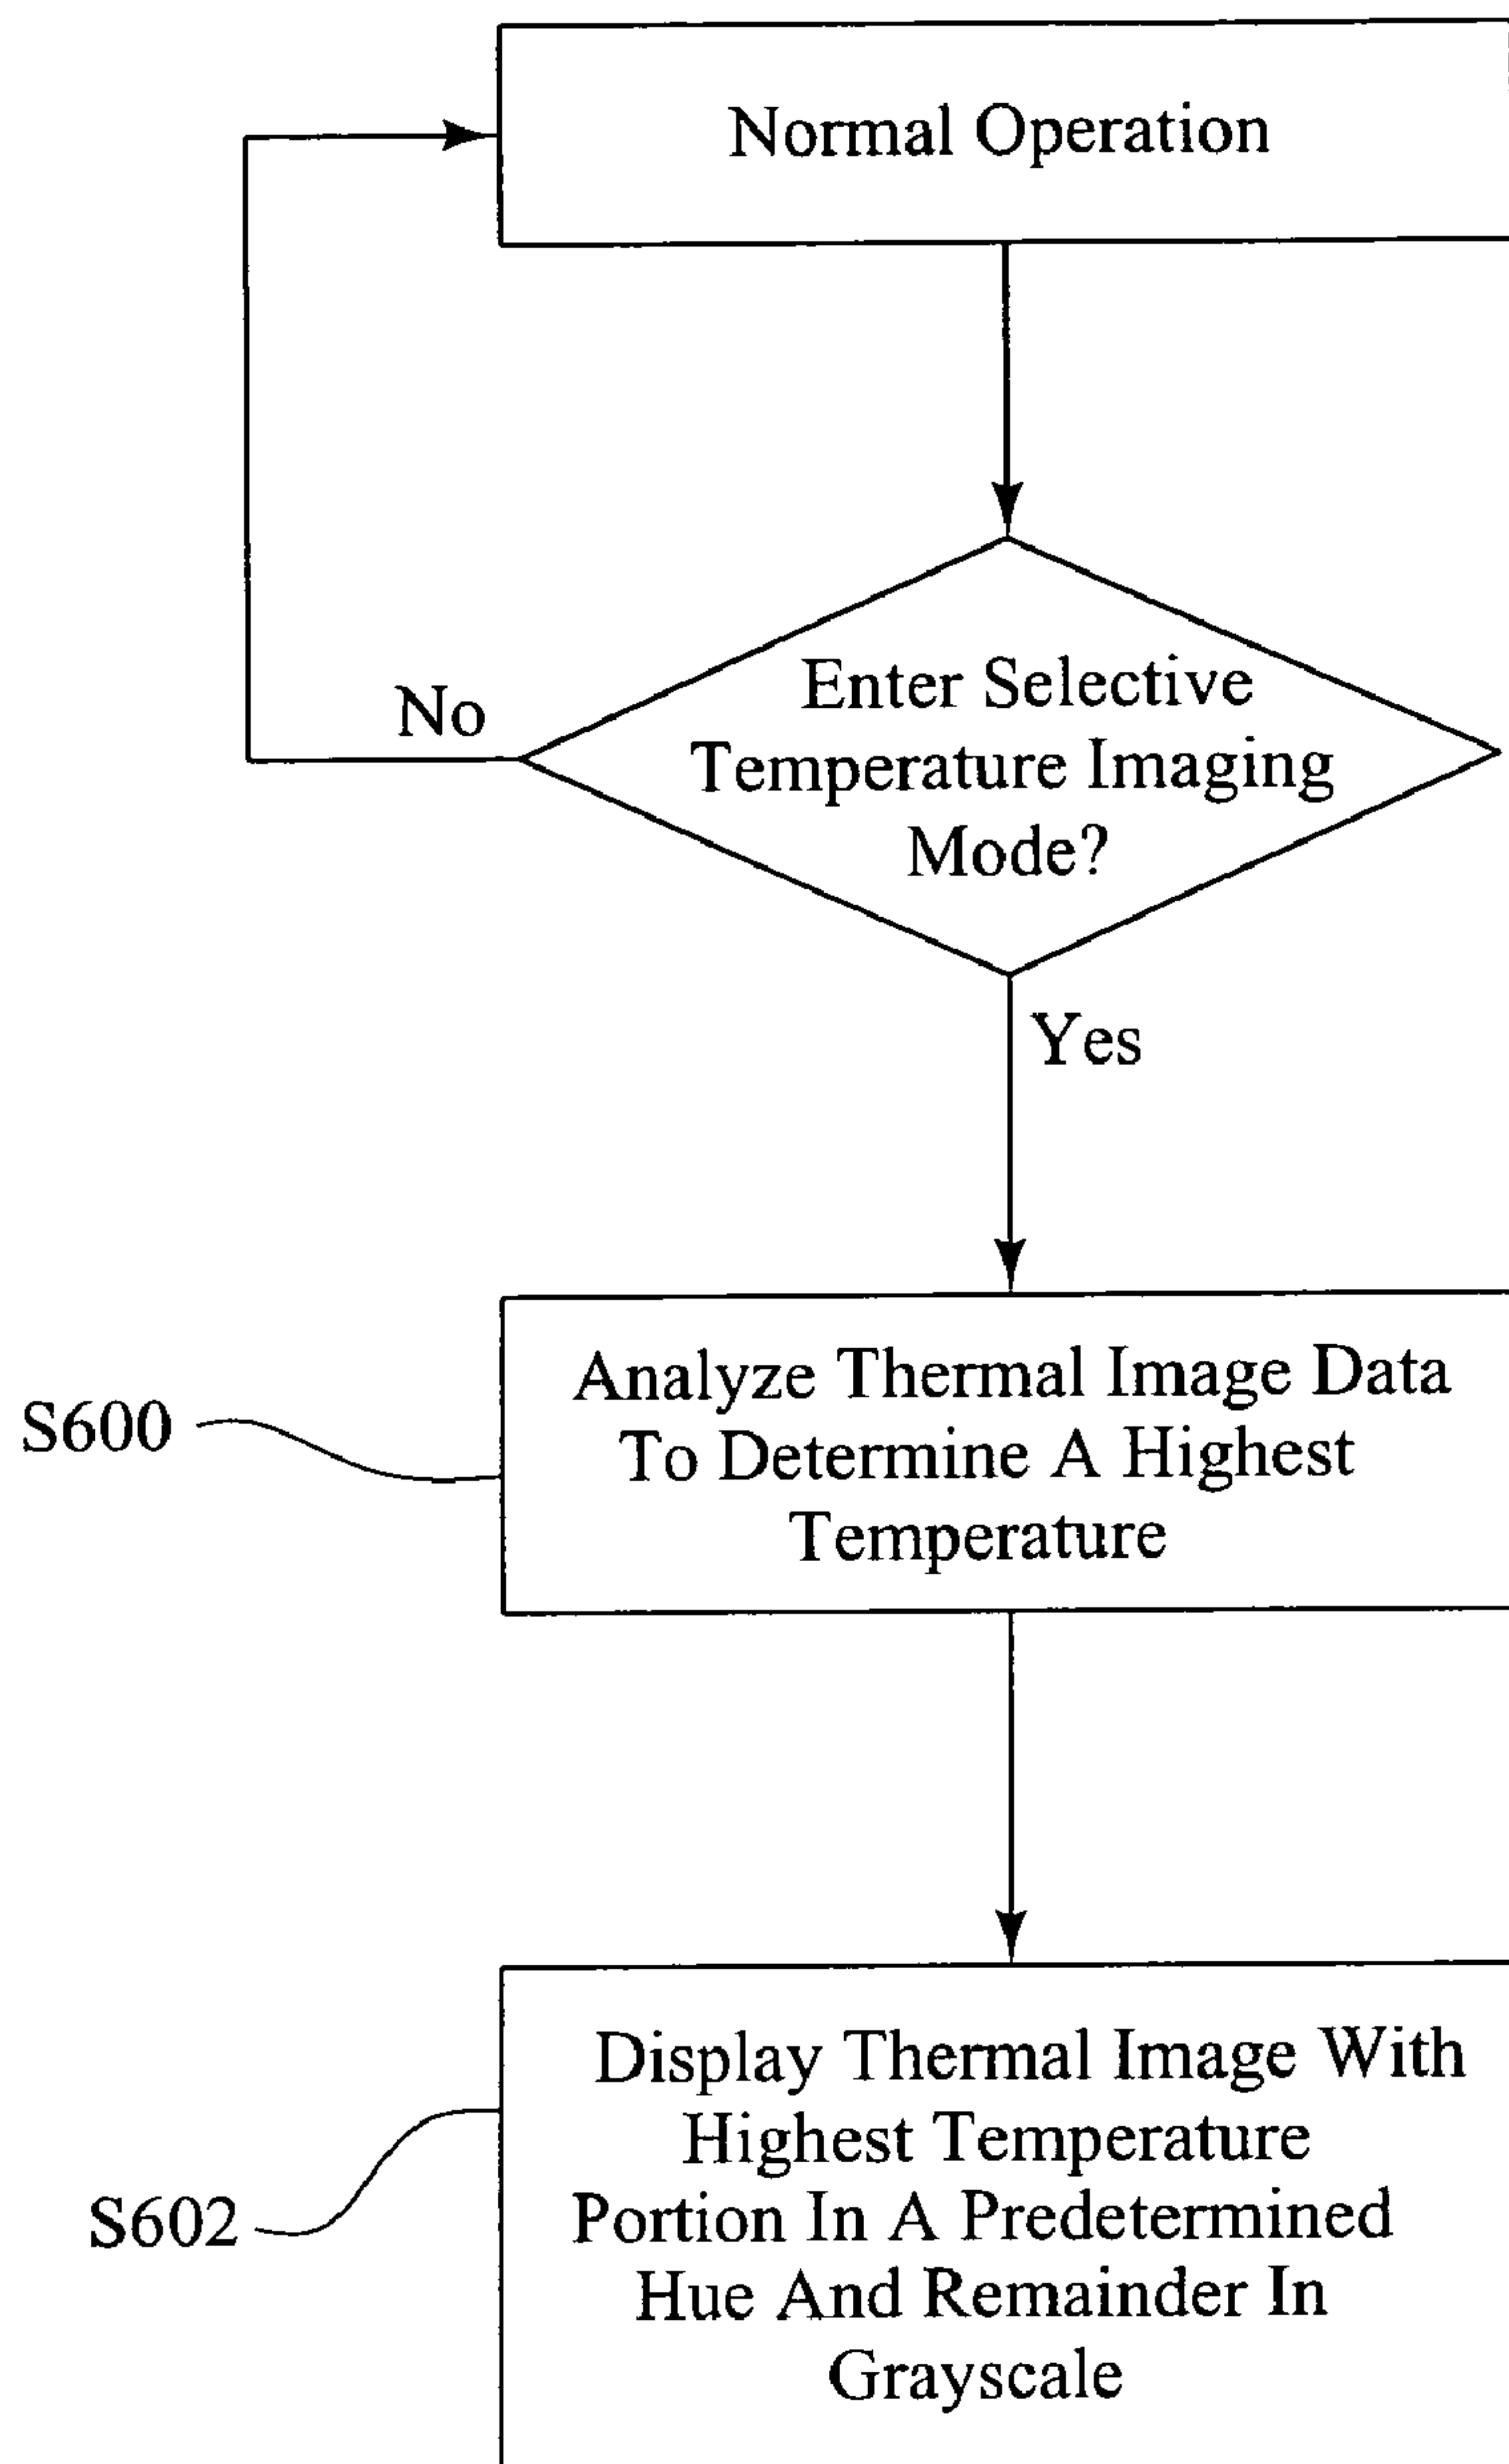 Normal Operation
Enter Selective
Temperature Imaging
Mode?
No
Yes
Analyze Thermal Image Data
To Determine A Highest
Temperature
S600
Display Thermal Image With
Highest Temperature
Portion In A Predetermined
Hue And Remainder In
Grayscale
S602